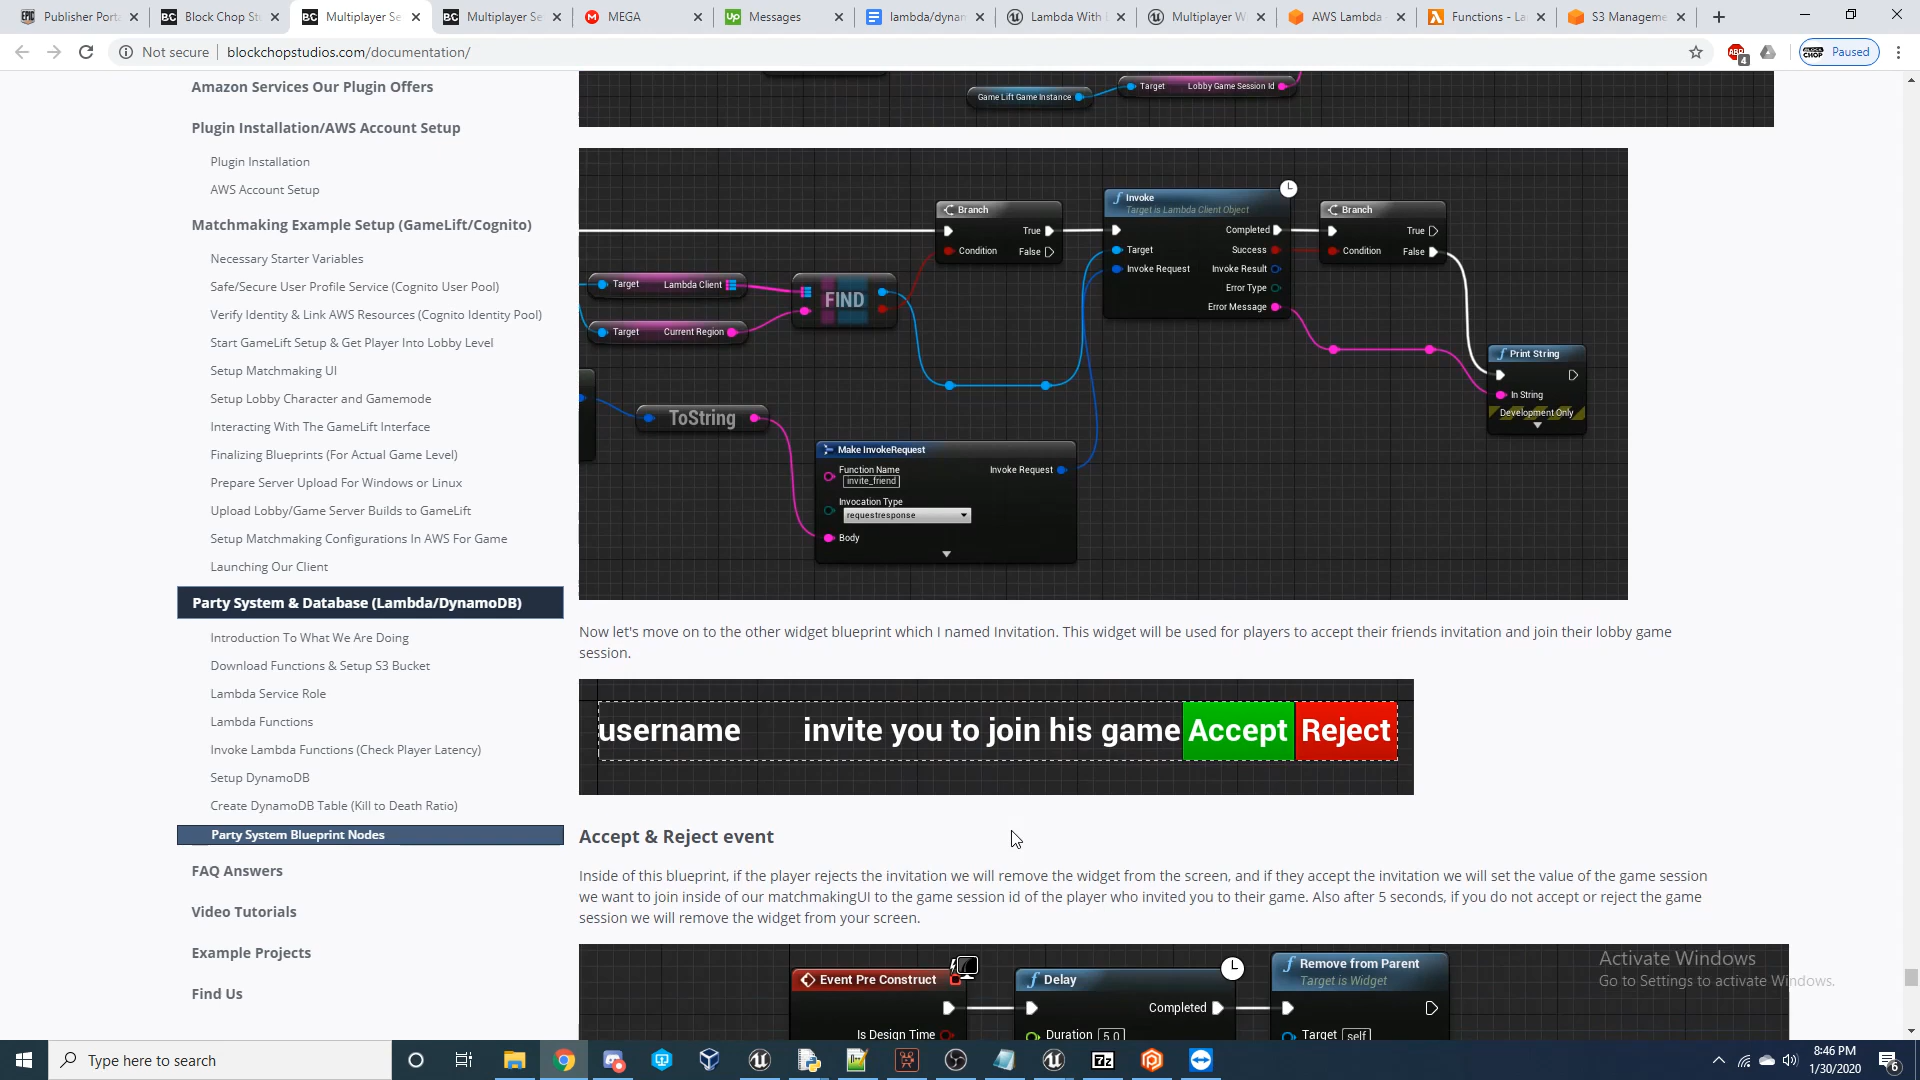 Publisher Porta
Block Chop Stu
Multiplayer Se
Multiplayer Se
MEGA
Messages
lambda/dynam
Lambda With L
Multiplayer W
AWS Lambda
Functions - La
S3 Manageme
Not secure
blockchopstudios.com/documentation/
Paused
Amazon Services Our Plugin Offers
Plugin Installation/AWS Account Setup
Plugin Installation
AWS Account Setup
Matchmaking Example Setup (GameLift/Cognito)
Necessary Starter Variables
Safe/Secure User Profile Service (Cognito User Pool)
Verify Identity & Link AWS Resources (Cognito Identity Pool)
Start GameLift Setup & Get Player Into Lobby Level
Setup Matchmaking UI
Setup Lobby Character and Gamemode
Interacting With The GameLift Interface
Finalizing Blueprints (For Actual Game Level)
Prepare Server Upload For Windows or Linux
Upload Lobby/Game Server Builds to GameLift
Setup Matchmaking Configurations In AWS For Game
Launching Our Client
Party System & Database (Lambda/DynamoDB)
Introduction To What We Are Doing
Download Functions & Setup S3 Bucket
Lambda Service Role
Lambda Functions
Invoke Lambda Functions (Check Player Latency)
Setup DynamoDB
Create DynamoDB Table (Kill to Death Ratio)
Party System Blueprint Nodes
FAQ Answers
Video Tutorials
Example Projects
Find Us
Game Lift Game Instance
Target Lobby Game Session Id
Branch
True
Condition False
Invoke
Target is Lambda Client Object
Completed
Target Success
Invoke Request Invoke Result
Error Type
Error Message
Branch
True
Condition False
Target Lambda Client
FIND
Target Current Region
ToString
Make InvokeRequest
Function Name Invoke Request
invite_friend
Invocation Type
requestresponse
Body
Print String
In String
Development Only
Now let's move on to the other widget blueprint which I named Invitation. This widget will be used for players to accept their friends invitation and join their lobby game
session.
username invite you to join his game Accept Reject
Accept & Reject event
Inside of this blueprint, if the player rejects the invitation we will remove the widget from the screen, and if they accept the invitation we will set the value of the game session
we want to join inside of our matchmakingUI to the game session id of the player who invited you to their game. Also after 5 seconds, if you do not accept or reject the game
session we will remove the widget from your screen.
Event Pre Construct
Is Design Time
Delay
Completed
Duration 5.0
Remove from Parent
Target is Widget
Target self
Activate Windows
Go to Settings to activate Windows.
Type here to search
8:46 PM
1/30/2020